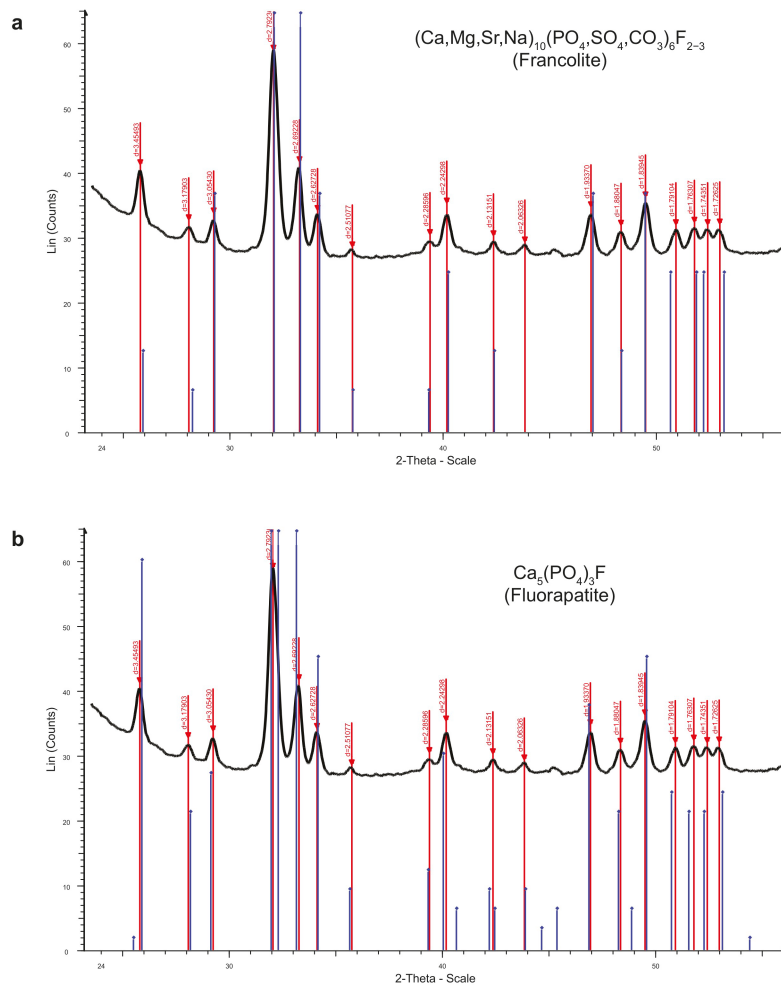 a
(Ca,Mg,Sr,Na)₁₀(PO₄,SO₄,CO₃)₆F₂₋₃
(Francolite)
Lin (Counts)
60
50
40
30
20
10
0
d=3.45493
d=3.17903
d=3.05430
d=2.7923
d=2.69228
d=2.62728
d=2.51077
d=2.28596
d=2.24298
d=2.13151
d=2.06326
d=1.93370
d=1.88047
d=1.83945
d=1.79104
d=1.76307
d=1.74351
d=1.72625
24
30
40
50
2-Theta - Scale
b
Ca₅(PO₄)₃F
(Fluorapatite)
Lin (Counts)
60
50
40
30
20
10
0
d=3.45493
d=3.17903
d=3.05430
d=2.7923
d=2.69228
d=2.62728
d=2.51077
d=2.28596
d=2.24298
d=2.13151
d=2.06326
d=1.93370
d=1.88047
d=1.83945
d=1.79104
d=1.76307
d=1.74351
d=1.72625
24
30
40
50
2-Theta - Scale